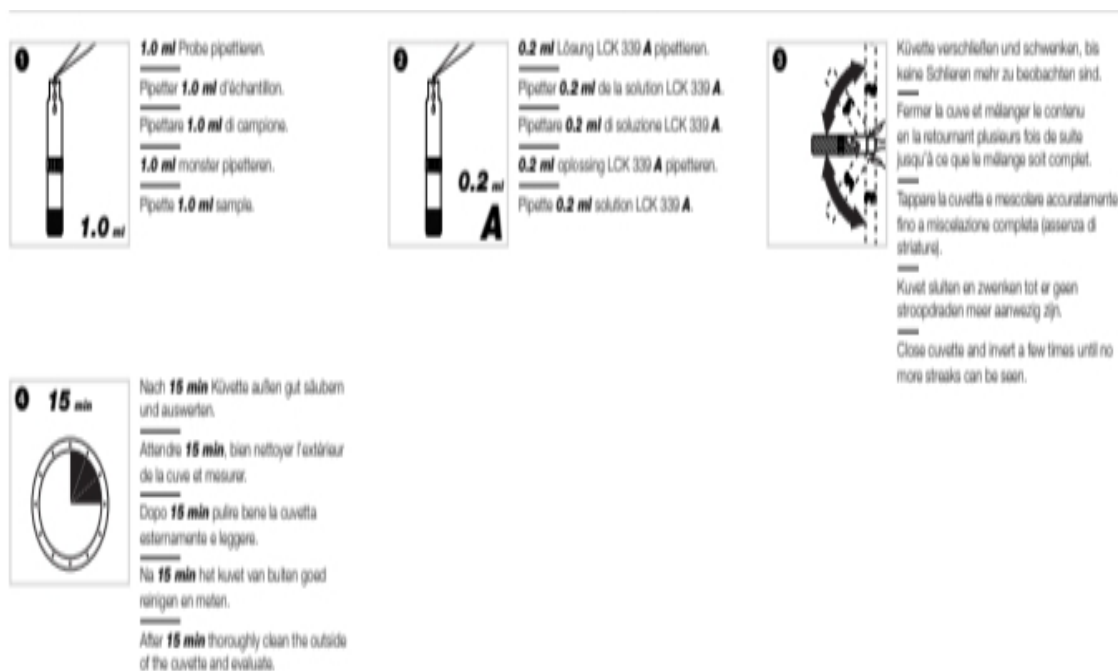 1
1.0 ml
1.0 ml Probe pipettieren.
Pipetter 1.0 ml d'échantillon.
Pipettare 1.0 ml di campione.
1.0 ml monster pipetteren.
Pipette 1.0 ml sample.
2
0.2 ml
A
0.2 ml Lösung LCK 339 A pipettieren.
Pipetter 0.2 ml de la solution LCK 339 A.
Pipettare 0.2 ml di soluzione LCK 339 A.
0.2 ml oplossing LCK 339 A pipetteren.
Pipette 0.2 ml solution LCK 339 A.
3
Küvette verschließen und schwenken, bis
keine Schlieren mehr zu beobachten sind.
Fermer la cuve et mélanger le contenu
en la retournant plusieurs fois de suite
jusqu'à ce que le mélange soit complet.
Tappare la cuvetta e mescolare accuratamente
fino a miscelazione completa (assenza di
striature).
Kuvet sluiten en zwenken tot er geen
stroopdraden meer aanwezig zijn.
Close cuvette and invert a few times until no
more streaks can be seen.
4
15 min
Nach 15 min Küvette außen gut säubern
und auswerten.
Attendre 15 min, bien nettoyer l'extérieur
de la cuve et mesurer.
Dopo 15 min pulire bene la cuvetta
esternamente e leggere.
Na 15 min het kuvet van buiten goed
reinigen en meten.
After 15 min thoroughly clean the outside
of the cuvette and evaluate.